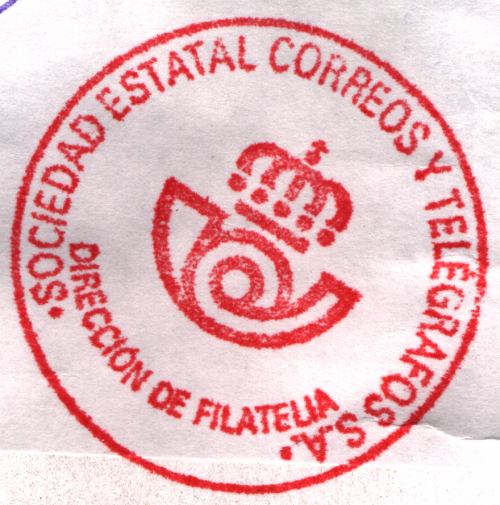 ·SOCIEDAD ESTATAL CORREOS Y TELÉGRAFOS S.A.·
DIRECCIÓN DE FILATELIA